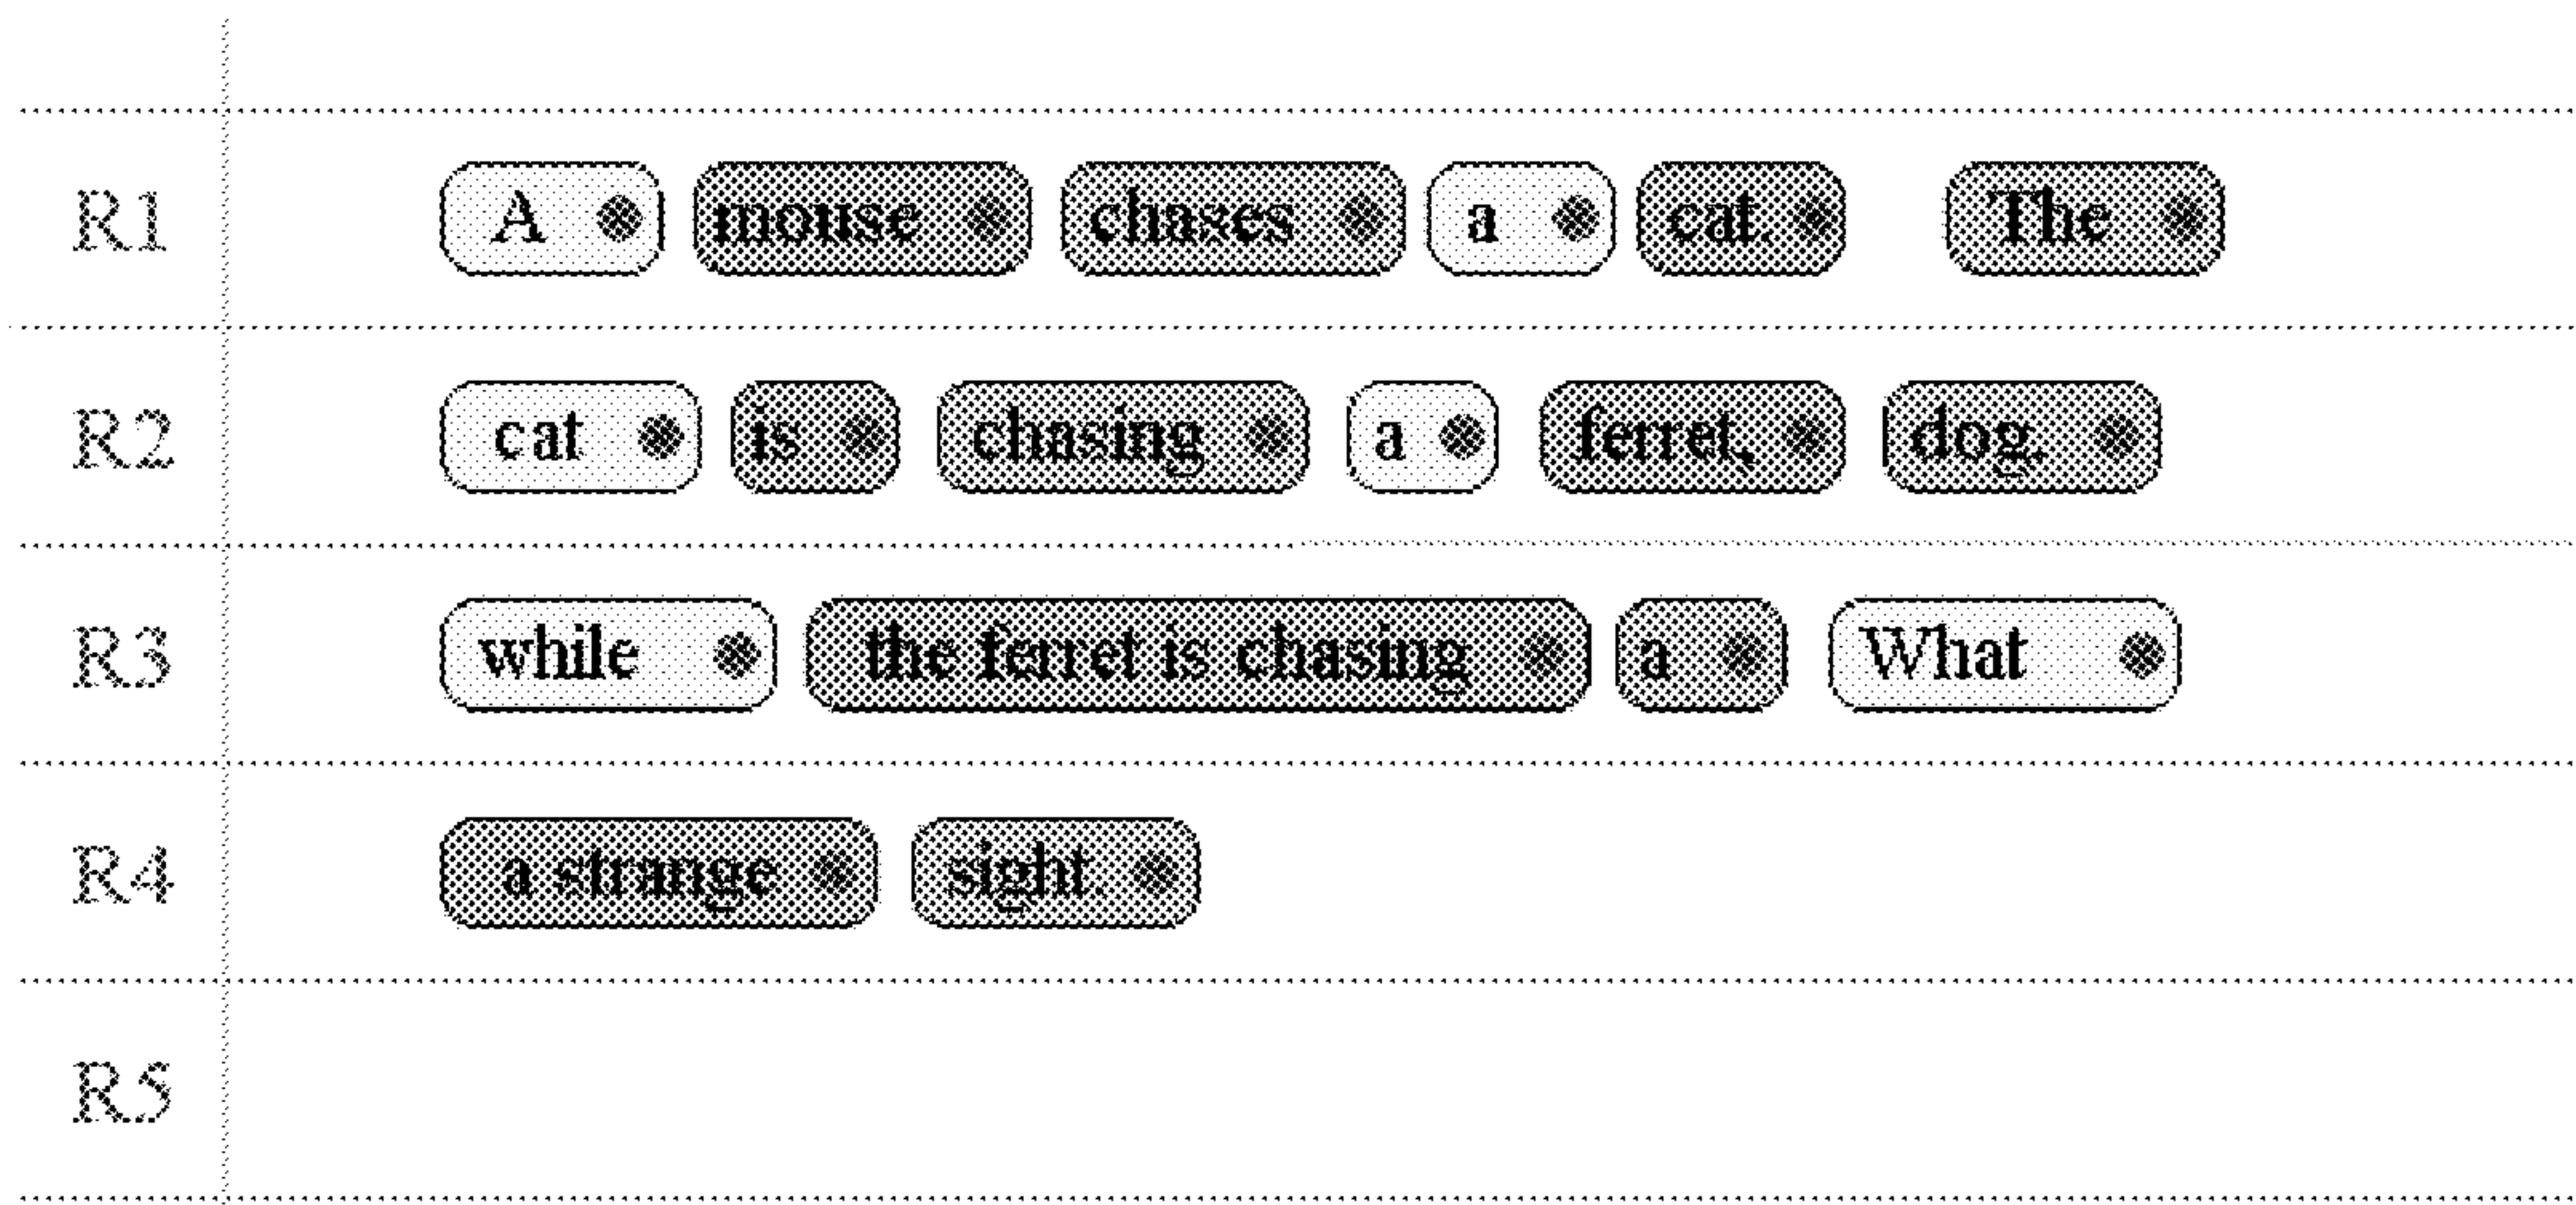 R1 A mouse chases a cat. The
R2 cat is chasing a ferret, dog.
R3 while the ferret is chasing a What
R4 a strange sight.
R5